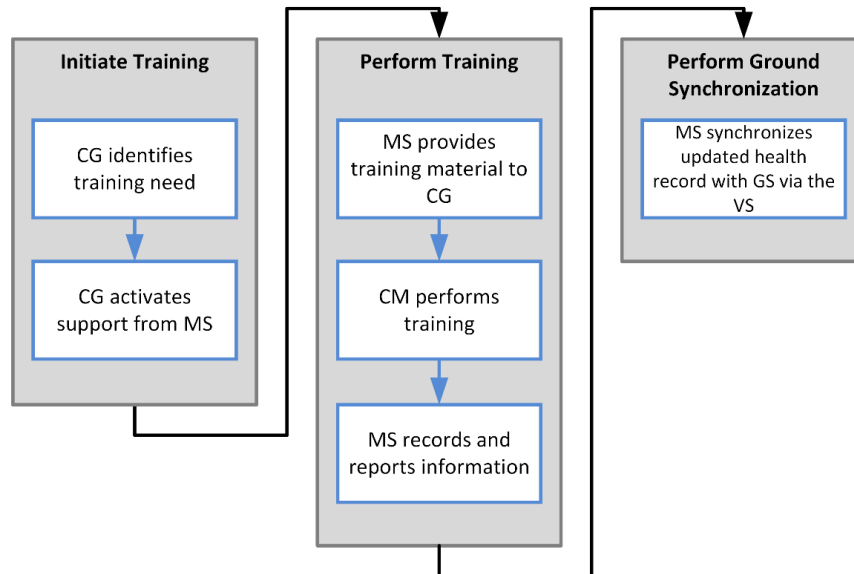 Initiate Training
CG identifies
training need
CG activates
support from MS
Perform Training
MS provides
training material to
CG
CM performs
training
MS records and
reports information
Perform Ground
Synchronization
MS synchronizes
updated health
record with GS via the
VS